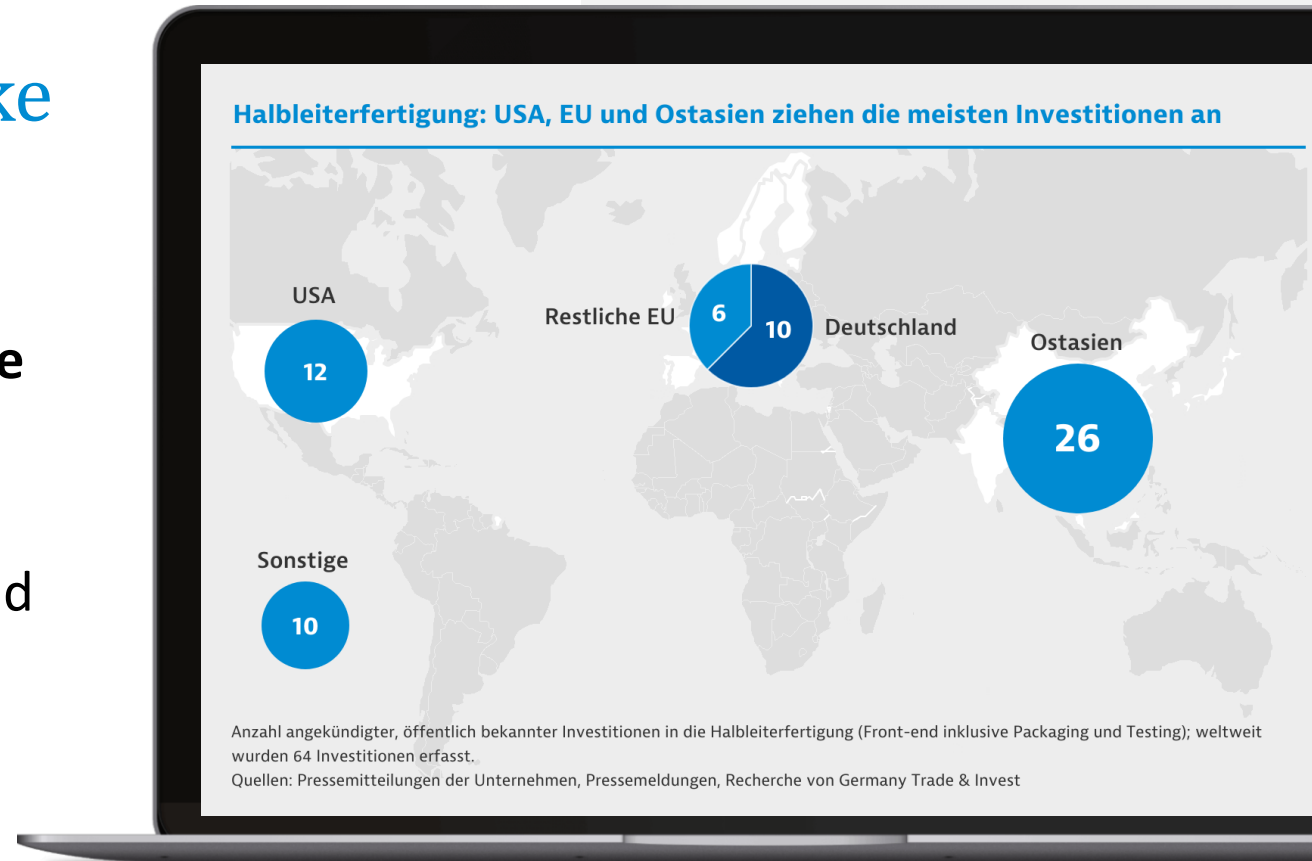 ke
e
d
Halbleiterfertigung: USA, EU und Ostasien ziehen die meisten Investitionen an
USA
12
Restliche EU
6
10
Deutschland
Ostasien
26
Sonstige
10
Anzahl angekündigter, öffentlich bekannter Investitionen in die Halbleiterfertigung (Front-end inklusive Packaging und Testing); weltweit
wurden 64 Investitionen erfasst.
Quellen: Pressemitteilungen der Unternehmen, Pressemeldungen, Recherche von Germany Trade & Invest